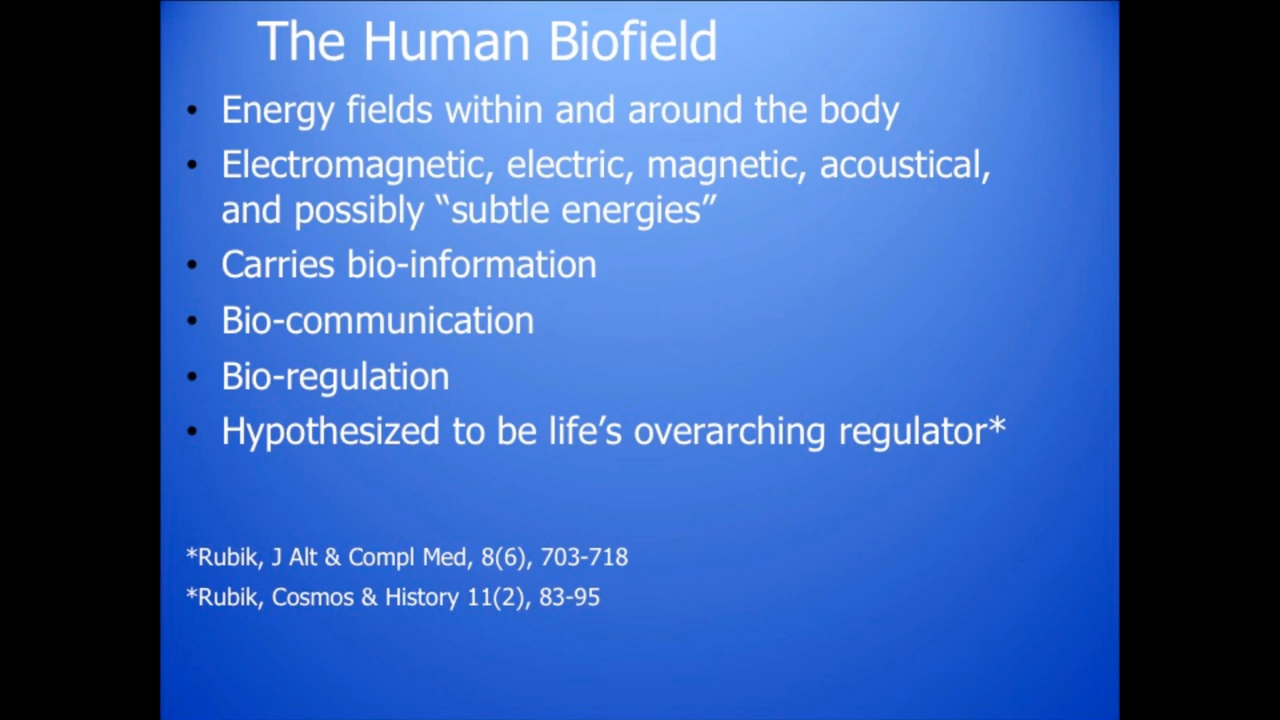 The Human Biofield
• Energy fields within and around the body
• Electromagnetic, electric, magnetic, acoustical,
and possibly “subtle energies”
• Carries bio-information
• Bio-communication
• Bio-regulation
• Hypothesized to be life’s overarching regulator*
*Rubik, J Alt & Compl Med, 8(6), 703-718
*Rubik, Cosmos & History 11(2), 83-95